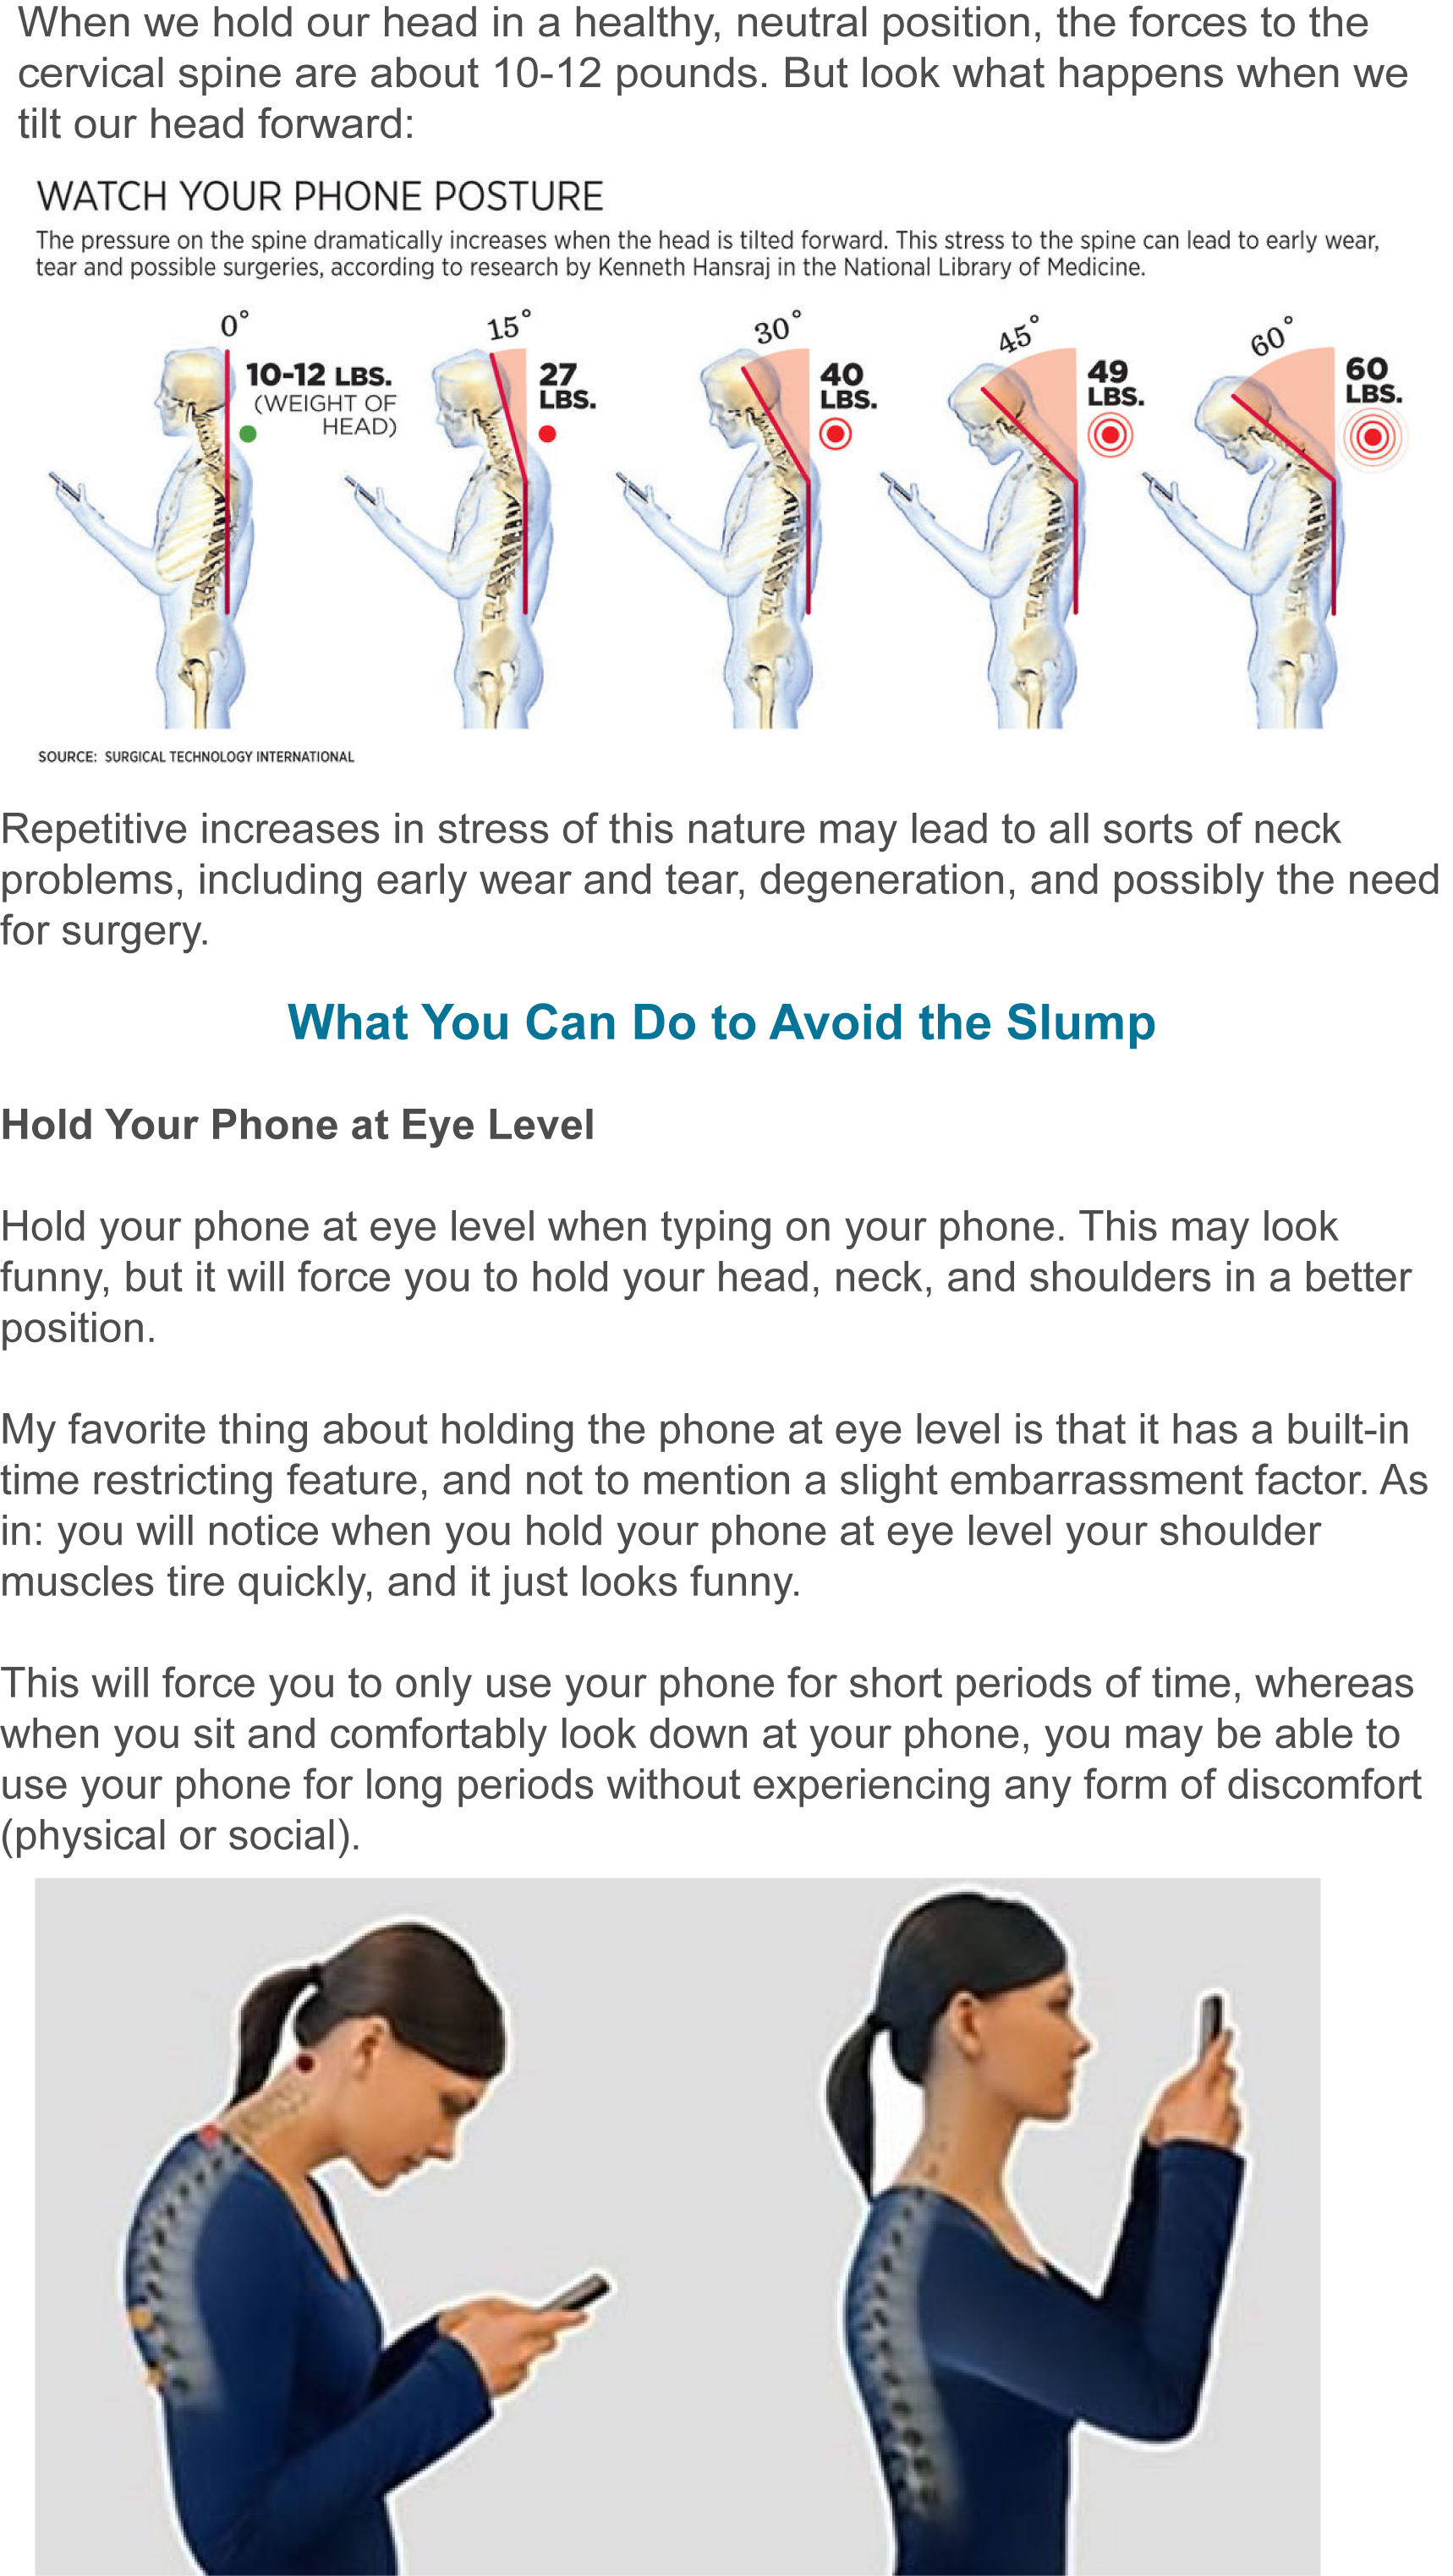 When we hold our head in a healthy, neutral position, the forces to the
cervical spine are about 10-12 pounds. But look what happens when we
tilt our head forward:
WATCH YOUR PHONE POSTURE
The pressure on the spine dramatically increases when the head is tilted forward. This stress to the spine can lead to early wear,
tear and possible surgeries, according to research by Kenneth Hansraj in the National Library of Medicine.
0°
10-12 LBS.
(WEIGHT OF
HEAD)
15°
27
LBS.
30°
40
LBS.
45°
49
LBS.
60°
60
LBS.
SOURCE: SURGICAL TECHNOLOGY INTERNATIONAL
Repetitive increases in stress of this nature may lead to all sorts of neck
problems, including early wear and tear, degeneration, and possibly the need
for surgery.
What You Can Do to Avoid the Slump
Hold Your Phone at Eye Level
Hold your phone at eye level when typing on your phone. This may look
funny, but it will force you to hold your head, neck, and shoulders in a better
position.
My favorite thing about holding the phone at eye level is that it has a built-in
time restricting feature, and not to mention a slight embarrassment factor. As
in: you will notice when you hold your phone at eye level your shoulder
muscles tire quickly, and it just looks funny.
This will force you to only use your phone for short periods of time, whereas
when you sit and comfortably look down at your phone, you may be able to
use your phone for long periods without experiencing any form of discomfort
(physical or social).